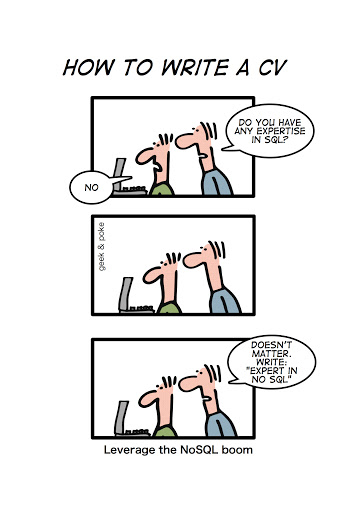 HOW TO WRITE A CV
DO YOU HAVE
ANY EXPERTISE
IN SQL?
NO
geek & poke
DOESN'T
MATTER.
WRITE:
"EXPERT IN
NO SQL"
Leverage the NoSQL boom